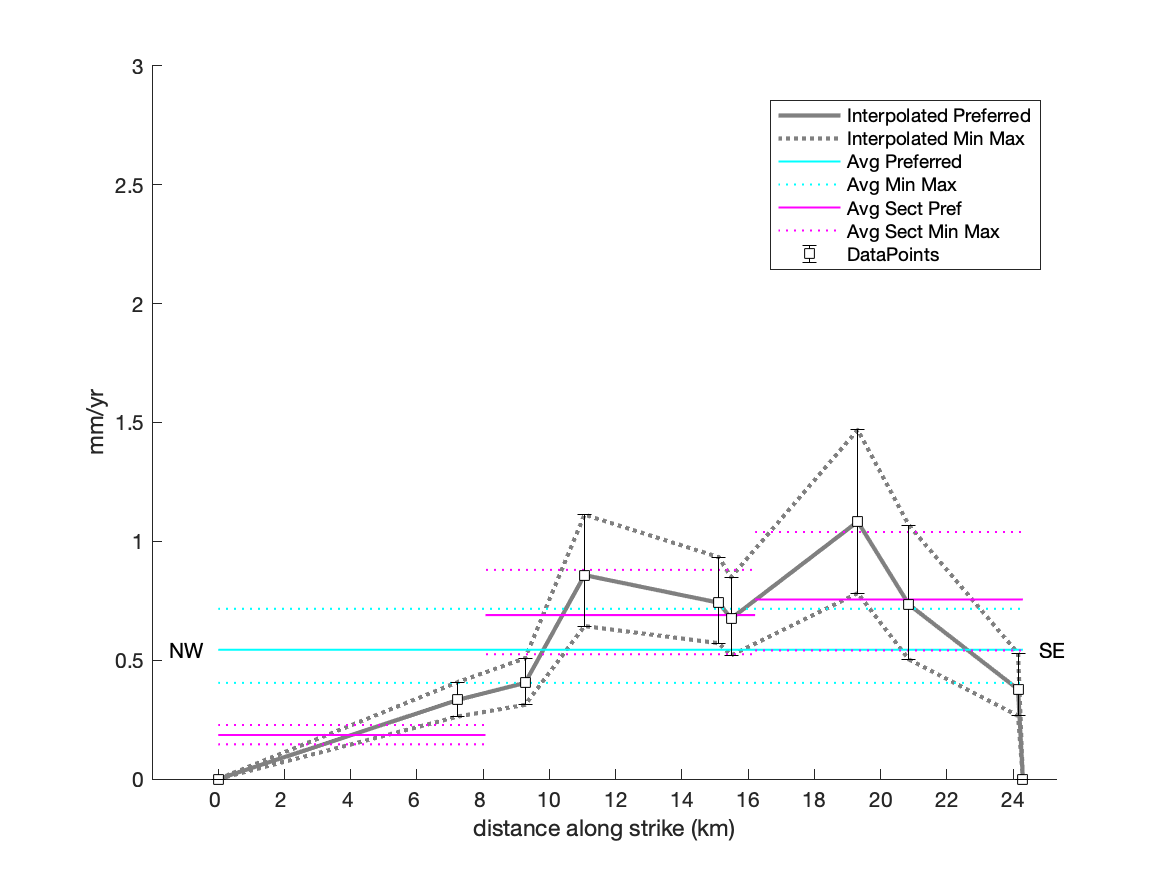 3
2.5
2
1.5
1
0.5
0
mm/yr
Interpolated Preferred
Interpolated Min Max
Avg Preferred
Avg Min Max
Avg Sect Pref
Avg Sect Min Max
DataPoints
NW
SE
0 2 4 6 8 10 12 14 16 18 20 22 24
distance along strike (km)